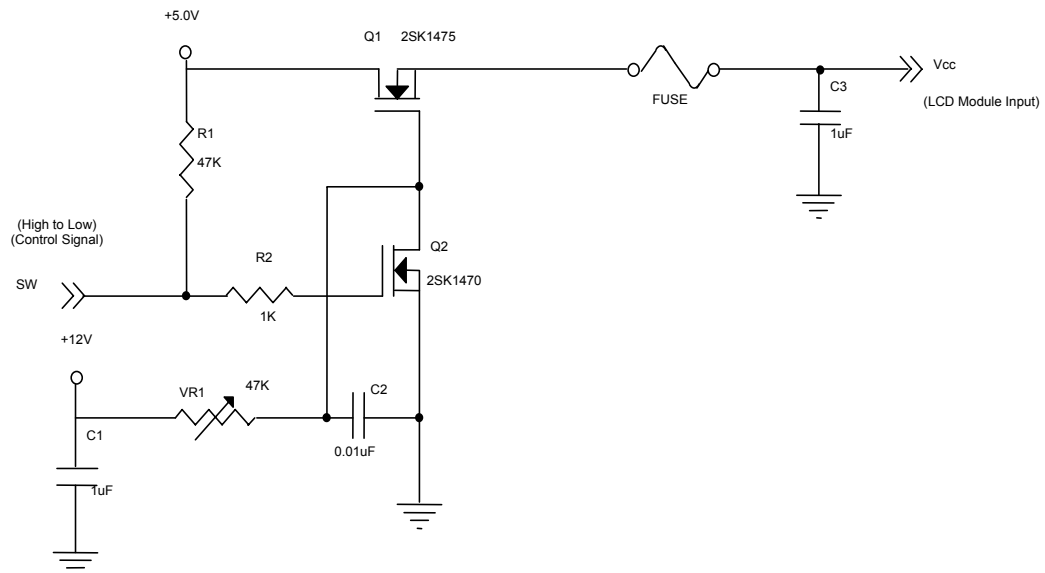 +5.0V
Q1 2SK1475
Vcc
C3
FUSE
(LCD Module Input)
1uF
R1
47K
(High to Low)
(Control Signal)
Q2
R2
2SK1470
SW
1K
+12V
VR1
47K
C2
C1
0.01uF
1uF